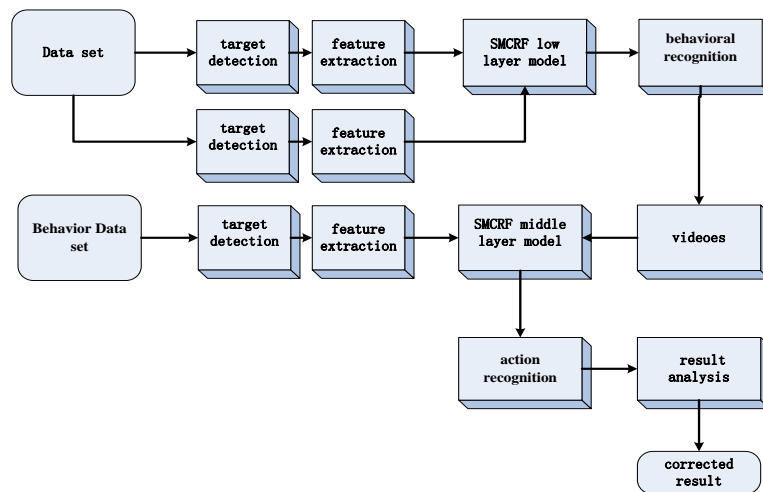 Data set
target
detection
feature
extraction
SMCRF low
layer model
behavioral
recognition
target
detection
feature
extraction
Behavior Data
set
target
detection
feature
extraction
SMCRF middle
layer model
videoes
action
recognition
result
analysis
corrected
result